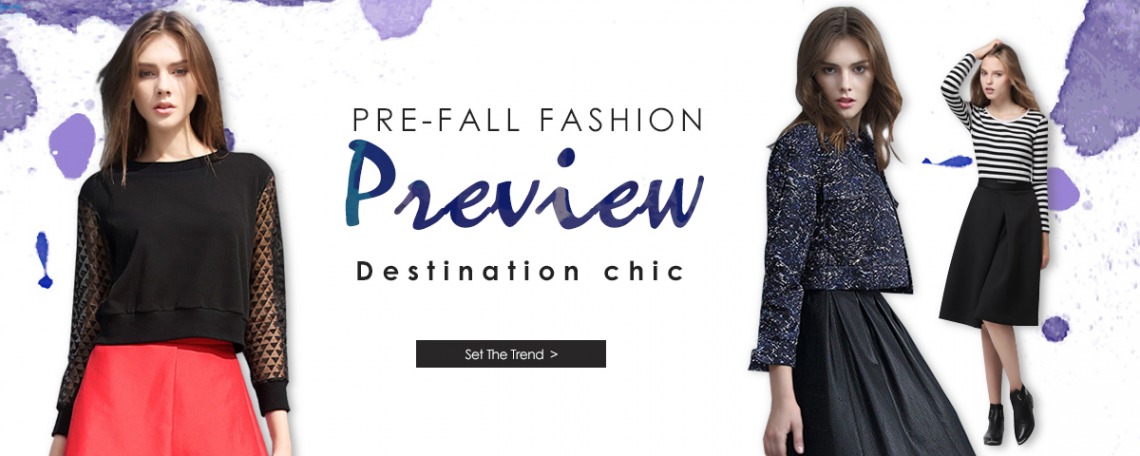 PRE-FALL FASHION
Preview
Destination chic
Set The Trend >